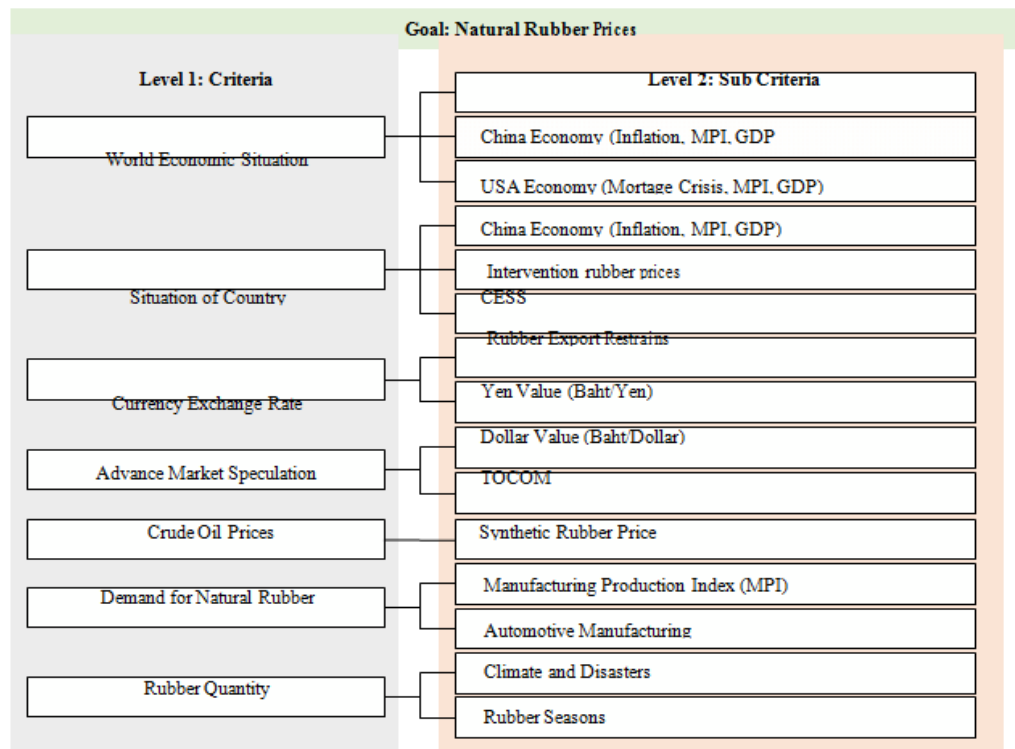 Goal: Natural Rubber Prices
Level 1: Criteria
Level 2: Sub Criteria
World Economic Situation
China Economy (Inflation, MPI, GDP
USA Economy (Mortage Crisis, MPI, GDP)
Situation of Country
China Economy (Inflation, MPI, GDP)
Intervention rubber prices
CESS
Rubber Export Restrains
Currency Exchange Rate
Yen Value (Baht/Yen)
Dollar Value (Baht/Dollar)
Advance Market Speculation
TOCOM
Crude Oil Prices
Synthetic Rubber Price
Demand for Natural Rubber
Manufacturing Production Index (MPI)
Automotive Manufacturing
Rubber Quantity
Climate and Disasters
Rubber Seasons